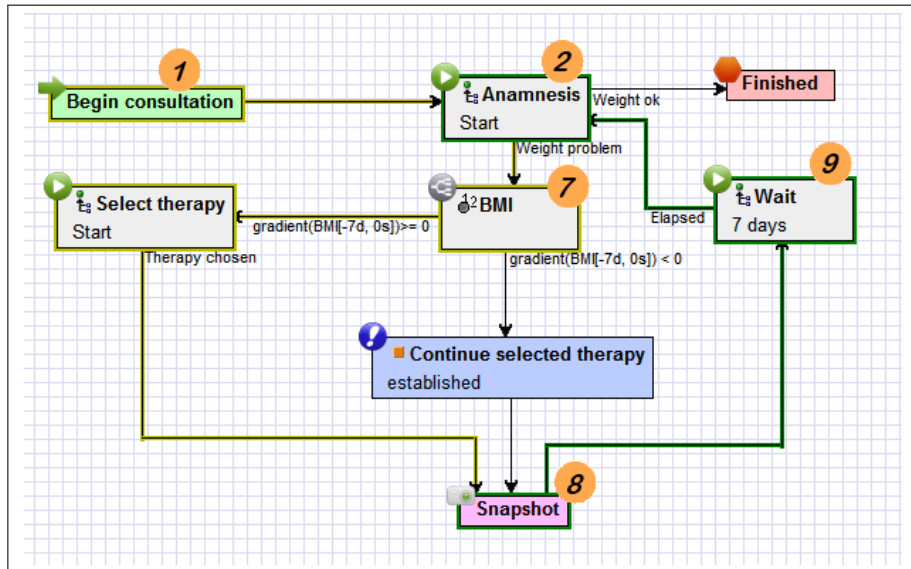 1
Begin consultation
2
Anamnesis
Start
Weight ok
Finished
Weight problem
Select therapy
Start
Therapy chosen
gradient(BMI[-7d, 0s])>= 0
7
1 2 BMI
gradient(BMI[-7d, 0s]) < 0
9
Wait
7 days
Elapsed
!
Continue selected therapy
established
8
Snapshot